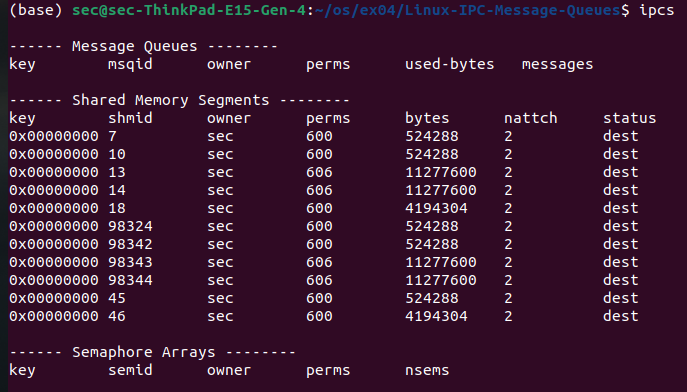 (base) sec@sec-ThinkPad-E15-Gen-4:~/os/ex04/Linux-IPC-Message-Queues$ ipcs
------ Message Queues --------
key msqid owner perms used-bytes messages
------ Shared Memory Segments --------
key shmid owner perms bytes nattch status
0x00000000 7 sec 600 524288 2 dest
0x00000000 10 sec 600 524288 2 dest
0x00000000 13 sec 606 11277600 2 dest
0x00000000 14 sec 606 11277600 2 dest
0x00000000 18 sec 600 4194304 2 dest
0x00000000 98324 sec 600 524288 2 dest
0x00000000 98342 sec 600 524288 2 dest
0x00000000 98343 sec 606 11277600 2 dest
0x00000000 98344 sec 606 11277600 2 dest
0x00000000 45 sec 600 524288 2 dest
0x00000000 46 sec 600 4194304 2 dest
------ Semaphore Arrays --------
key semid owner perms nsems